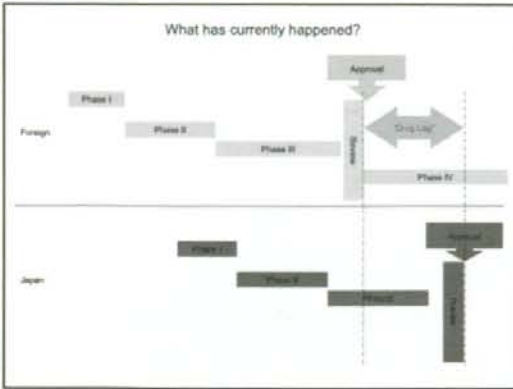 What has currently happened?
Approval
Phase I
Foreign
Phase II
Phase III
Review
"Drug Lag"
Phase IV
Approval
Japan
Phase I
Phase II
Phase III
Review